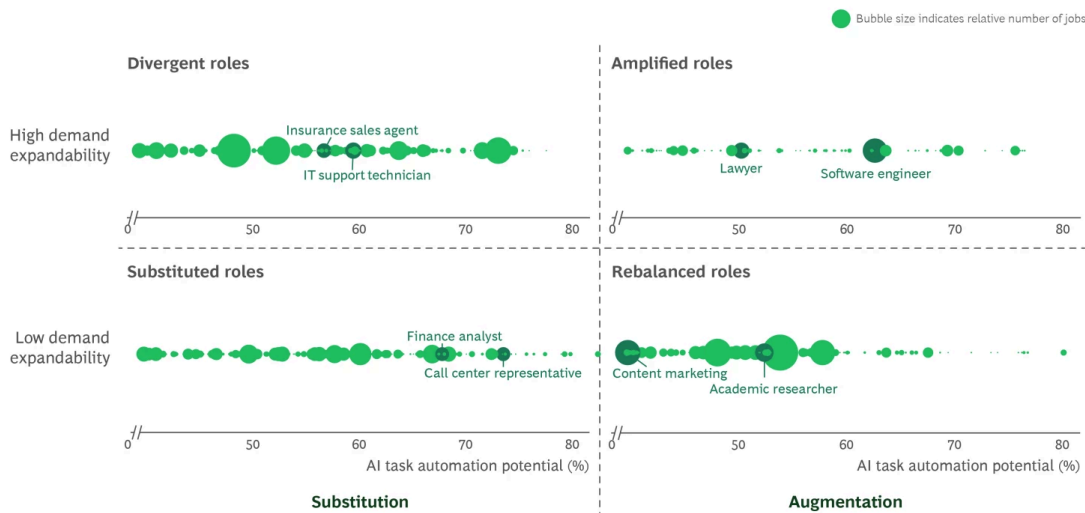 Bubble size indicates relative number of jobs
Divergent roles
Amplified roles
High demand
expandability
Insurance sales agent
IT support technician
Lawyer
Software engineer
0 50 60 70 80
0 50 60 70 80
Substituted roles
Rebalanced roles
Low demand
expandability
Finance analyst
Call center representative
Content marketing
Academic researcher
0 50 60 70 80
0 50 60 70 80
AI task automation potential (%)
AI task automation potential (%)
Substitution
Augmentation